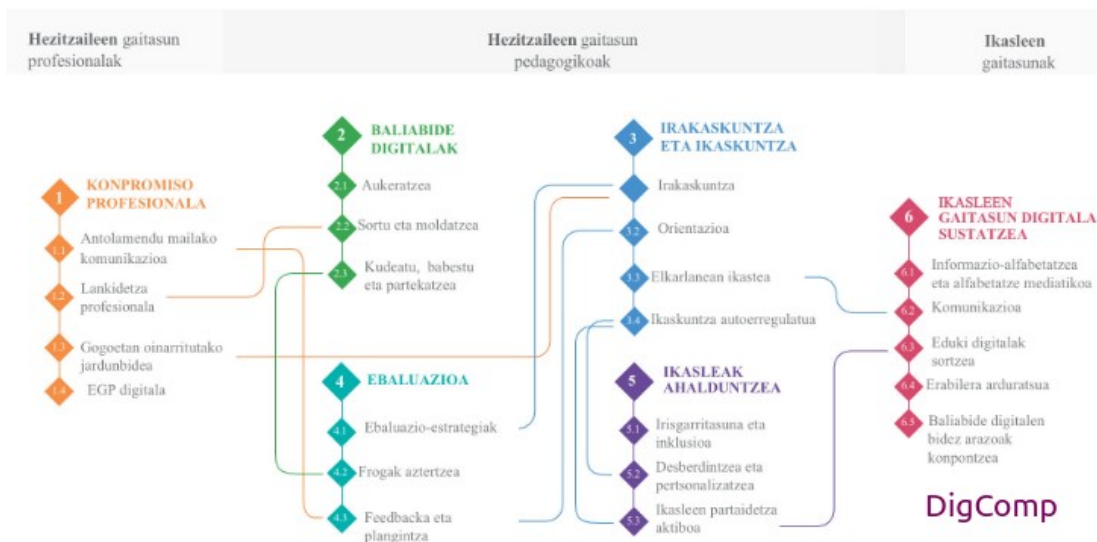 Hezitzaileen gaitasun
profesionalak
Hezitzaileen gaitasun
pedagogikoak
Ikasleen
gaitasunak
1
KONPROMISO
PROFESIONALA
1.1
Antolamendu mailako
komunikazioa
1.2
Lankidetza
profesionala
1.3
Gogoetan oinarritutako
jardunbidea
1.4
EGP digitala
2
BALIABIDE
DIGITALAK
2.1
Aukeratzea
2.2
Sortu eta moldatzea
2.3
Kudeatu, babestu
eta partekatzea
3
IRAKASKUNTZA
ETA IKASKUNTZA
Irakaskuntza
3.2
Orientazioa
3.3
Elkarlanean ikastea
3.4
Ikaskuntza autoerregulatua
4
EBALUAZIOA
4.1
Ebaluazio-estrategiak
4.2
Frogak aztertzea
4.3
Feedbacka eta
plangintza
5
IKASLEAK
AHALDUNTZEA
5.1
Irisgarritasuna eta
inklusioa
5.2
Desberdintzea eta
pertsonalizatzea
5.3
Ikasleen partaidetza
aktiboa
6
IKASLEEN
GAITASUN DIGITALA
SUSTATZEA
6.1
Informazio-alfabetatzea
eta alfabetatze mediatikoa
6.2
Komunikazioa
6.3
Eduki digitalak
sortzea
6.4
Erabilera arduratsua
6.5
Baliabide digitalen
bidez arazoak
konpontzea
DigComp